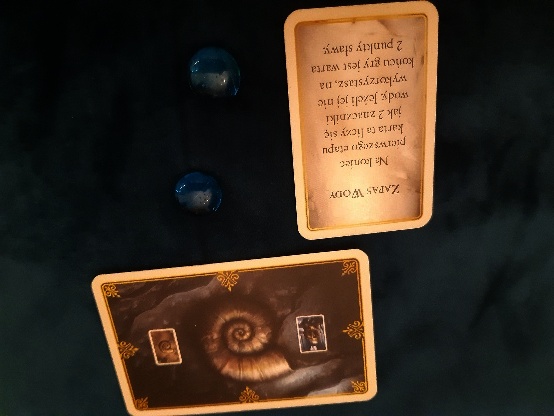 ZAPAS WODY
Na koniec
pierwszego etapu
karta ta liczy się
jak 2 znaczniki
wody. Jeżeli jej nie
wykorzystasz, na
końcu gry jest warta
2 punkty sławy.